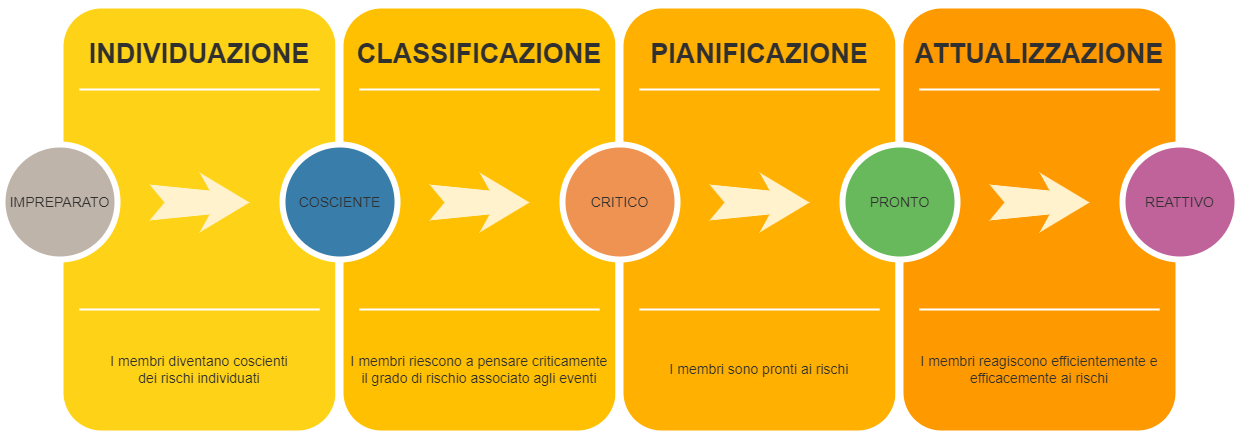 INDIVIDUAZIONE
CLASSIFICAZIONE
PIANIFICAZIONE
ATTUALIZZAZIONE
IMPREPARATO
COSCIENTE
CRITICO
PRONTO
REATTIVO
I membri diventano coscienti
dei rischi individuati
I membri riescono a pensare criticamente
il grado di rischio associato agli eventi
I membri sono pronti ai rischi
I membri reagiscono efficientemente e
efficacemente ai rischi